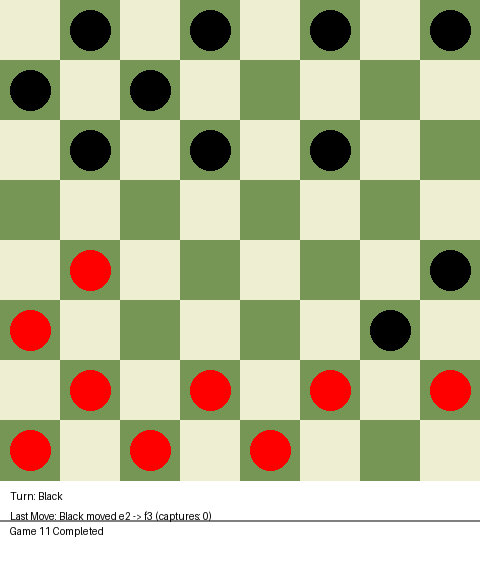 Turn: Black
Last Move: Black moved e2 -> f3 (captures: 0)
Game 11 Completed